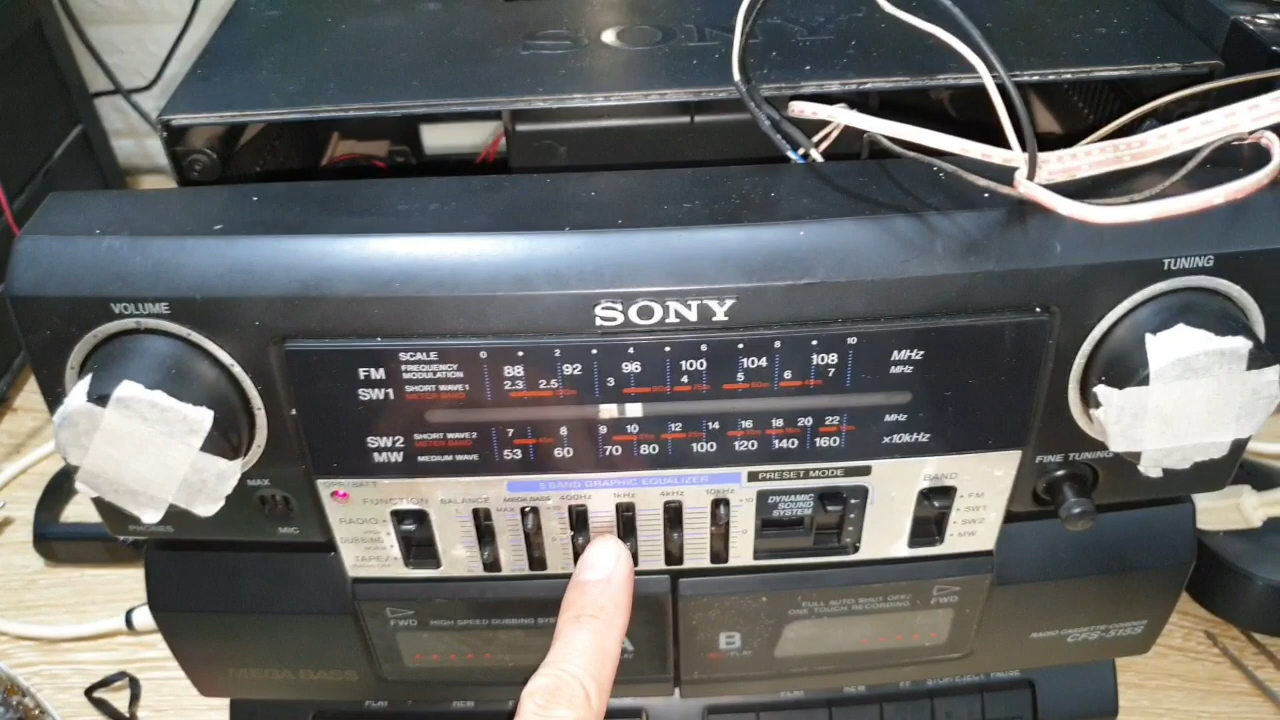 SONY
VOLUME
TUNING
SONY
SCALE 0 2 4 6 8 10
FM FREQUENCY MODULATION 88 92 96 100 104 108 MHz
SW1 SHORT WAVE 1 METER BAND 2.3 2.5 3 4 5 6 7 MHz
SW2 SHORT WAVE 2 METER BAND 7 8 9 10 12 14 16 18 20 22 MHz
MW MEDIUM WAVE 53 60 70 80 100 120 140 160 ×10kHz
MAX
MIC
PHONES
OPR/BATT
FUNCTION
RADIO
DUBBING
TAPE
BALANCE
5 BAND GRAPHIC EQUALIZER
MEGA BASS 400Hz 1kHz 4kHz 10kHz
MAX
+10
0
PRESET MODE
DYNAMIC
SOUND
SYSTEM
BAND
FM
SW1
SW2
MW
FINE TUNING
FWD HIGH SPEED DUBBING
A
MEGA BASS
B
FULL AUTO SHUT OFF/
ONE TOUCH RECORDING
FWD
RADIO CASSETTE-CORDER
CFS-515S